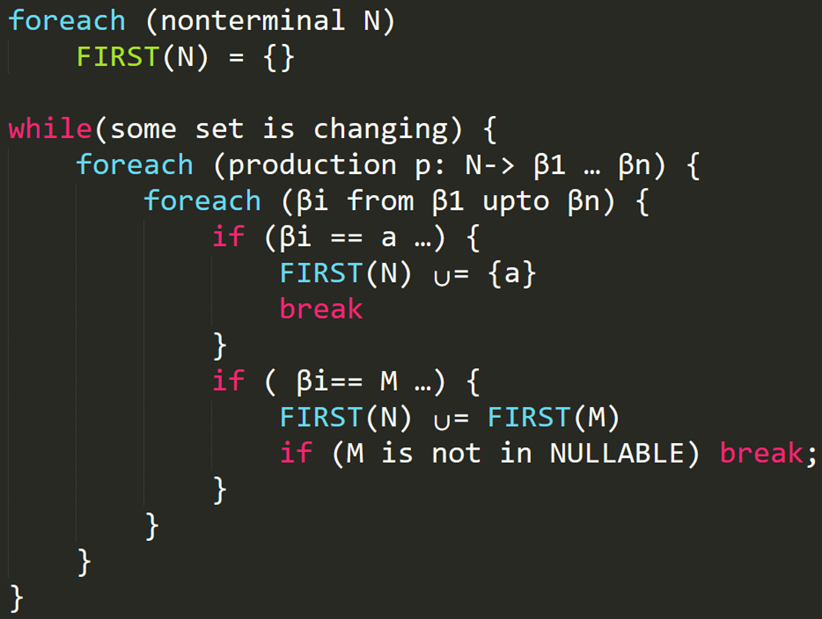 foreach (nonterminal N)
    FIRST(N) = {}

while(some set is changing) {
    foreach (production p: N-> β1 … βn) {
        foreach (βi from β1 upto βn) {
            if (βi == a …) {
                FIRST(N) ∪= {a}
                break
            }
            if ( βi== M …) {
                FIRST(N) ∪= FIRST(M)
                if (M is not in NULLABLE) break;
            }
        }
    }
}